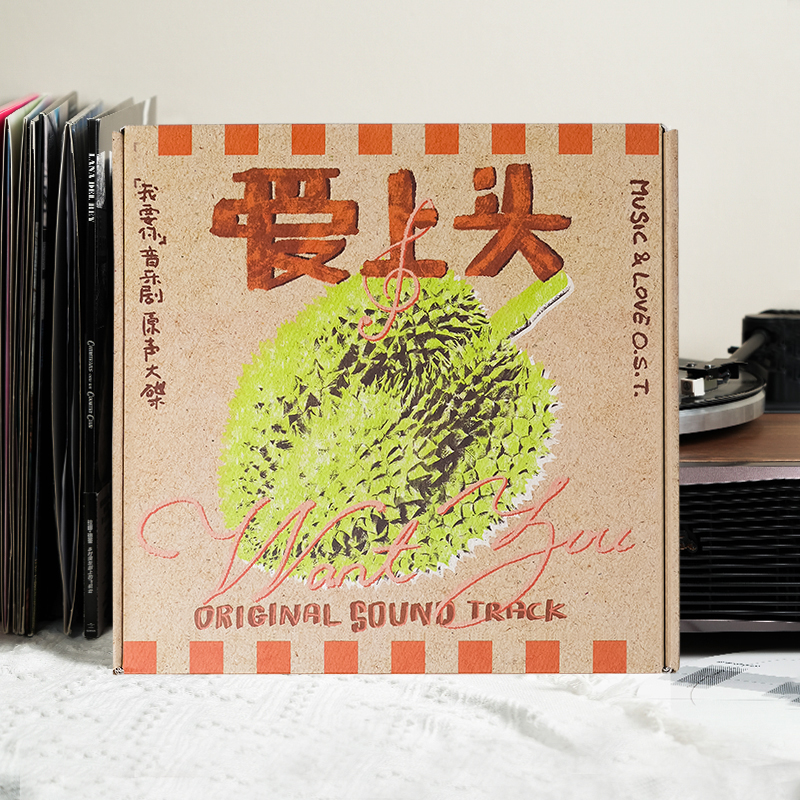 爱上头
「我要你」音乐剧 原声大碟
MUSIC & LOVE O.S.T.
Want You
ORIGINAL SOUND TRACK
LANA DEL REY